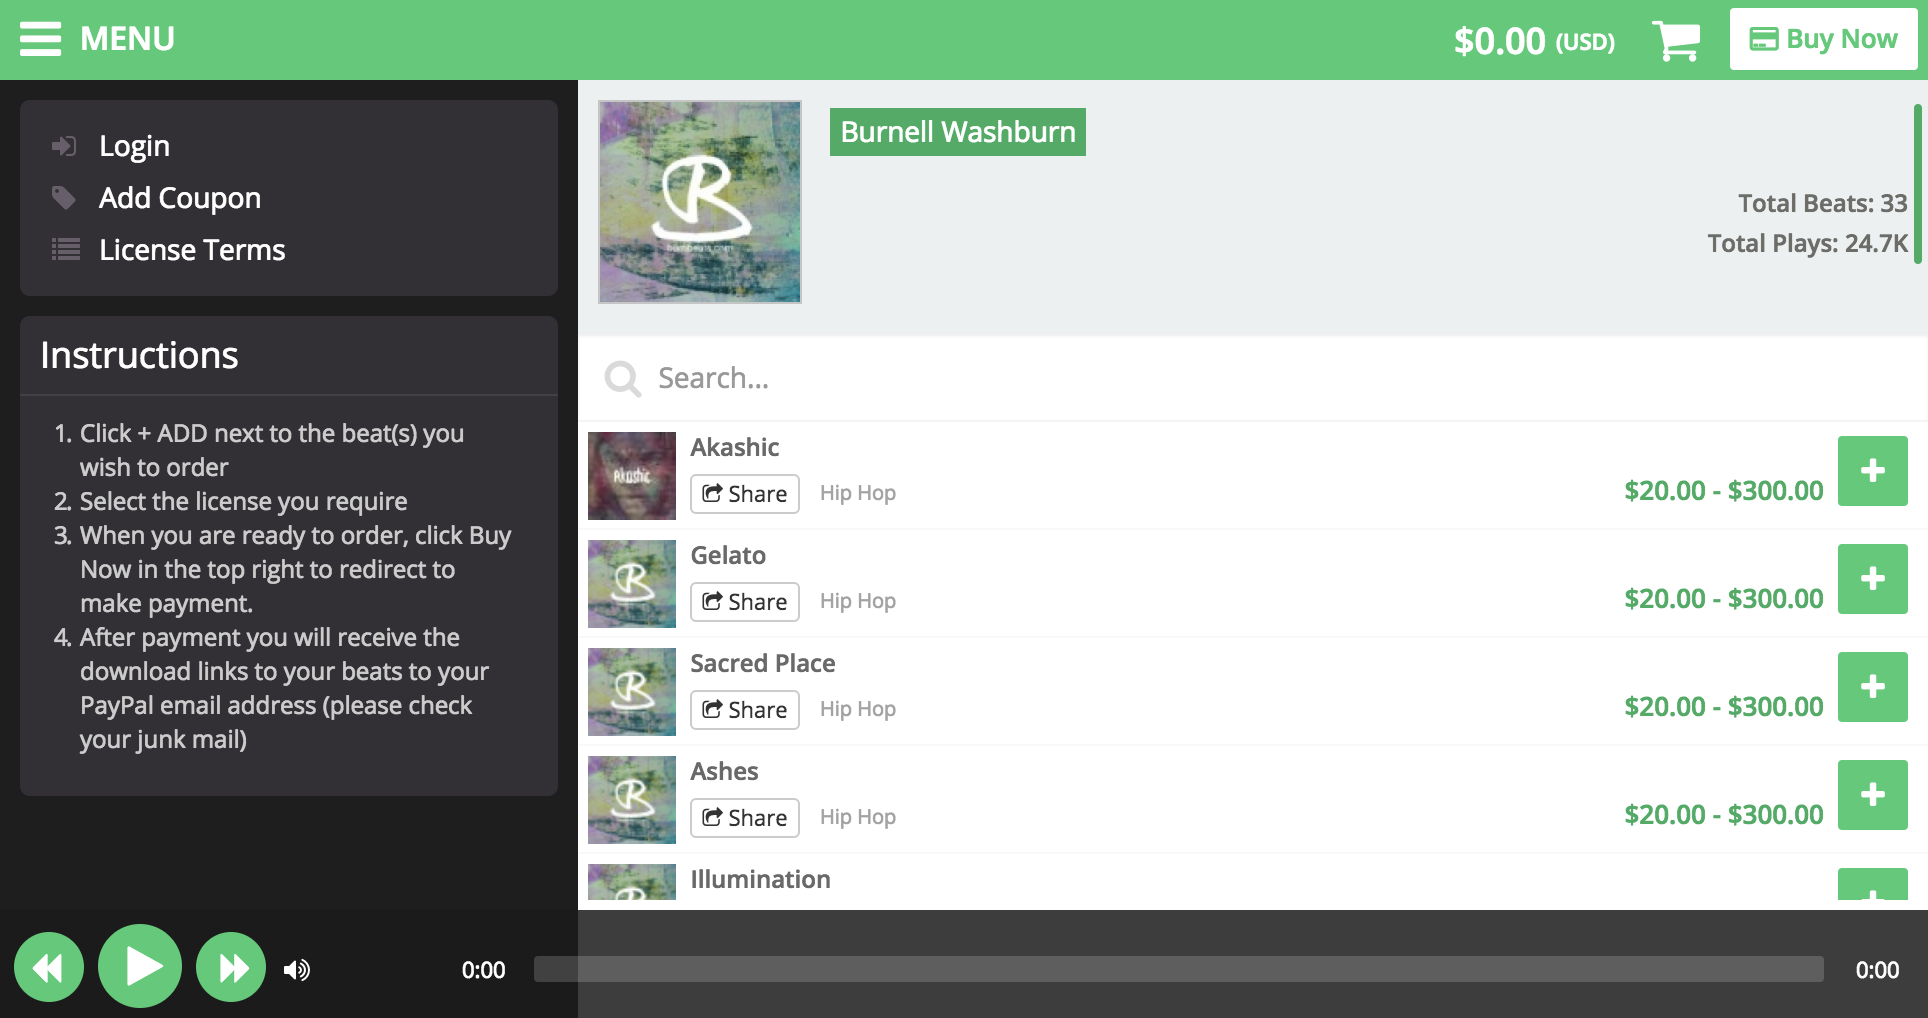 MENU
$0.00 (USD)
Buy Now
Login
Add Coupon
License Terms
Instructions
1. Click + ADD next to the beat(s) you
wish to order
2. Select the license you require
3. When you are ready to order, click Buy
Now in the top right to redirect to
make payment.
4. After payment you will receive the
download links to your beats to your
PayPal email address (please check
your junk mail)
Burnell Washburn
Total Beats: 33
Total Plays: 24.7K
Search...
Akashic
Akashic
Share
Hip Hop
$20.00 - $300.00
Gelato
Share
Hip Hop
$20.00 - $300.00
Sacred Place
Share
Hip Hop
$20.00 - $300.00
Ashes
Share
Hip Hop
$20.00 - $300.00
Illumination
0:00
0:00